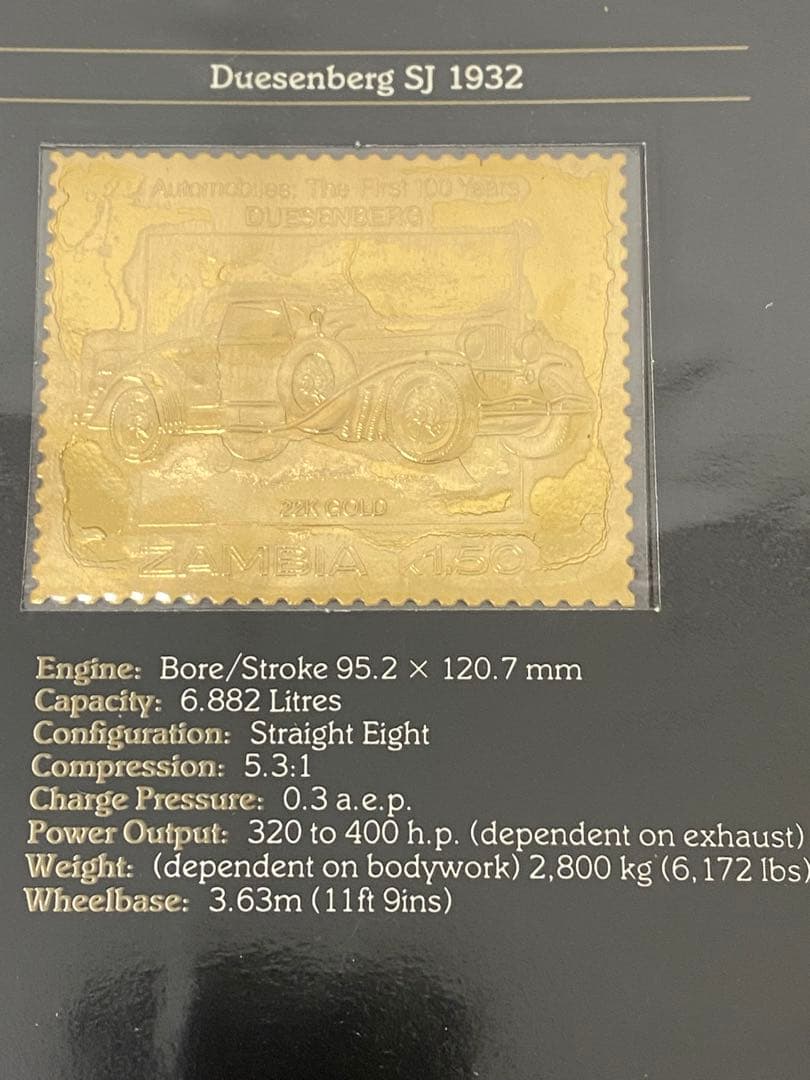 Duesenberg SJ 1932
Automobiles: The First 100 Years
DUESENBERG
22K GOLD
ZAMBIA K1.50
Engine: Bore/Stroke 95.2 × 120.7 mm
Capacity: 6.882 Litres
Configuration: Straight Eight
Compression: 5.3:1
Charge Pressure: 0.3 a.e.p.
Power Output: 320 to 400 h.p. (dependent on exhaust)
Weight: (dependent on bodywork) 2,800 kg (6,172 lbs)
Wheelbase: 3.63m (11ft 9ins)